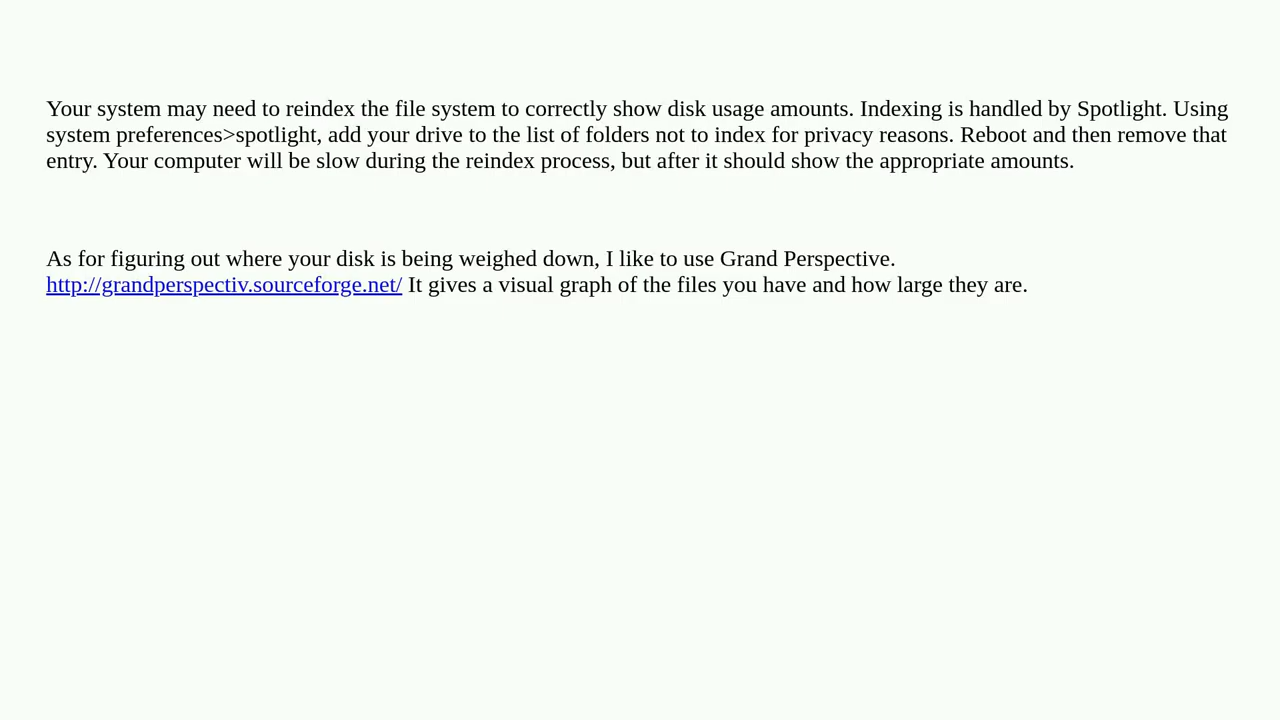 Your system may need to reindex the file system to correctly show disk usage amounts. Indexing is handled by Spotlight. Using
system preferences>spotlight, add your drive to the list of folders not to index for privacy reasons. Reboot and then remove that
entry. Your computer will be slow during the reindex process, but after it should show the appropriate amounts.
As for figuring out where your disk is being weighed down, I like to use Grand Perspective.
http://grandperspectiv.sourceforge.net/ It gives a visual graph of the files you have and how large they are.